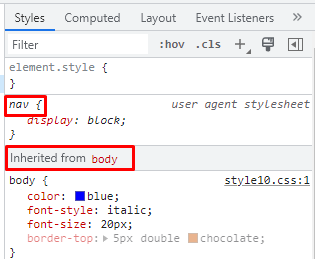 Styles Computed Layout Event Listeners »
Filter :hov .cls
element.style {
}
nav { user agent stylesheet
display: block;
}
Inherited from body
body { style10.css:1
color: blue;
font-style: italic;
font-size: 20px;
border-top: 5px double chocolate;
}